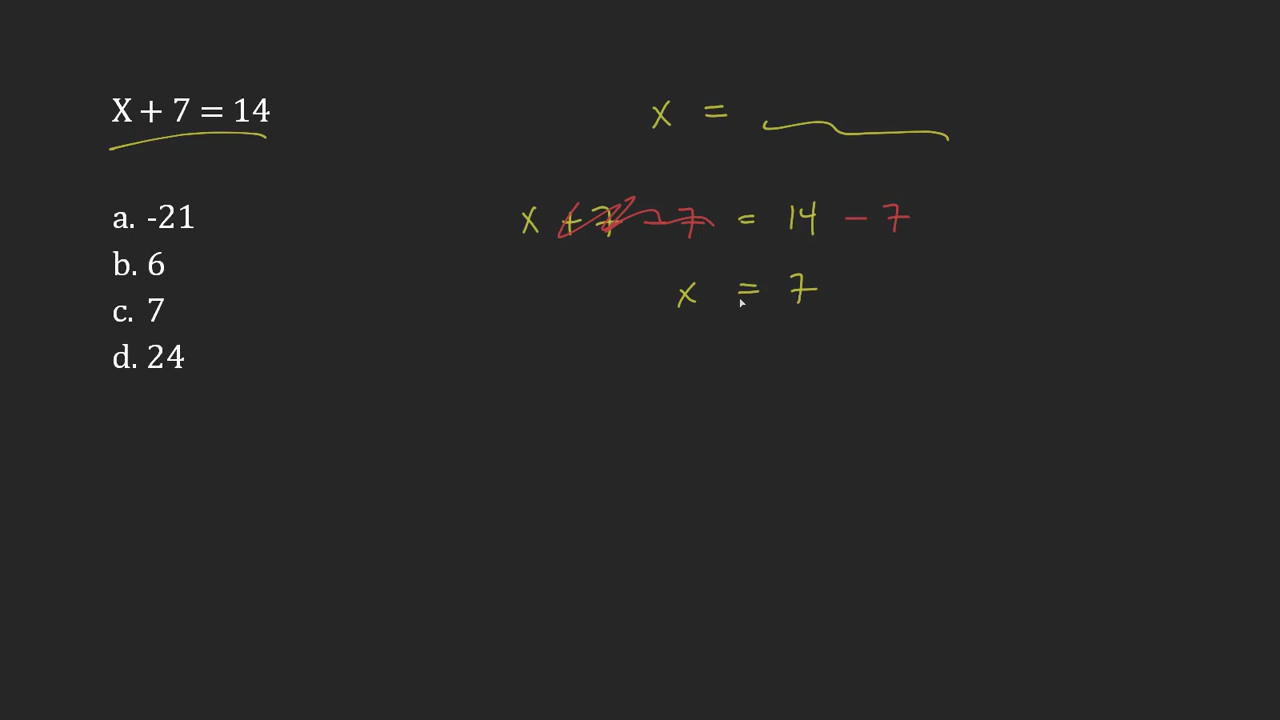 X + 7 = 14
a. -21
b. 6
c. 7
d. 24
x =
x + 7 - 7 = 14 - 7
x = 7